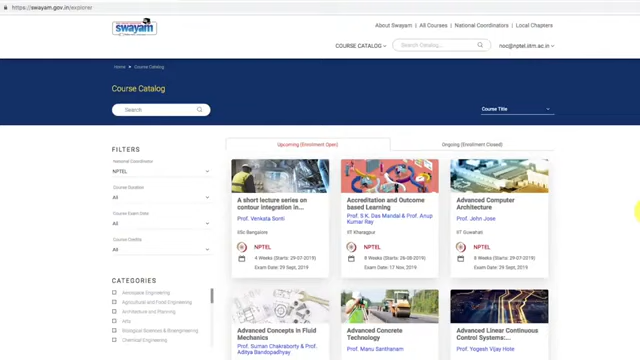 https://swayam.gov.in/explorer
swayam
About Swayam | All Courses | National Coordinators | Local Chapters
COURSE CATALOG
Search Catalog...
noc@nptel.iitm.ac.in
Home > Course Catalog
Course Catalog
Search
Course Title
FILTERS
National Coordinator
NPTEL
Course Duration
All
Course Exam Date
All
Course Credits
All
CATEGORIES
Aerospace Engineering
Agricultural and Food Engineering
Architecture and Planning
Arts
Biological Sciences & Bioengineering
Chemical Engineering
Upcoming (Enrollment Open)
Ongoing (Enrollment Closed)
A short lecture series on
contour integration in...
Prof. Venkata Sonti
IISc Bangalore
NPTEL
4 Weeks (Starts: 29-07-2019)
Exam Date: 29 Sept, 2019
Accreditation and Outcome
based Learning
Prof. S K. Das Mandal & Prof. Anup
Kumar Ray
IIT Kharagpur
NPTEL
8 Weeks (Starts: 26-08-2019)
Exam Date: 17 Nov, 2019
Advanced Computer
Architecture
Prof. John Jose
IIT Guwahati
NPTEL
8 Weeks (Starts: 29-07-2019)
Exam Date: 29 Sept, 2019
Advanced Concepts in Fluid
Mechanics
Prof. Suman Chakraborty & Prof.
Aditya Bandopadhyay
Advanced Concrete
Technology
Prof. Manu Santhanam
Advanced Linear Continuous
Control Systems:...
Prof. Yogesh Vijay Hote